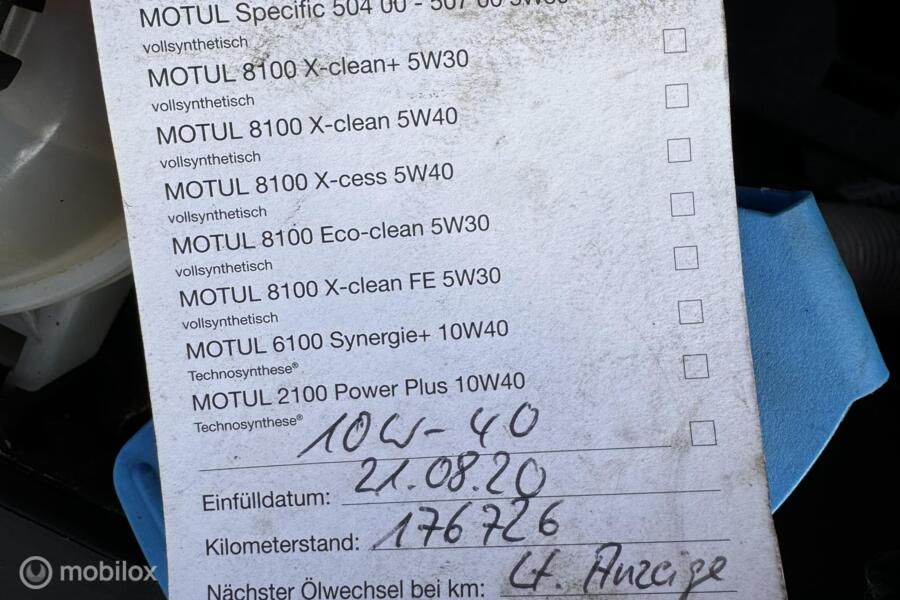 MOTUL Specific 504 00 - 507 00 5W30
vollsynthetisch
MOTUL 8100 X-clean+ 5W30
vollsynthetisch
MOTUL 8100 X-clean 5W40
vollsynthetisch
MOTUL 8100 X-cess 5W40
vollsynthetisch
MOTUL 8100 Eco-clean 5W30
vollsynthetisch
MOTUL 8100 X-clean FE 5W30
vollsynthetisch
MOTUL 6100 Synergie+ 10W40
Technosynthese®
MOTUL 2100 Power Plus 10W40
Technosynthese®
10W-40
Einfülldatum: 21.08.20
Kilometerstand: 176726
Nächster Ölwechsel bei km: Lt. Anzeige
mobilox